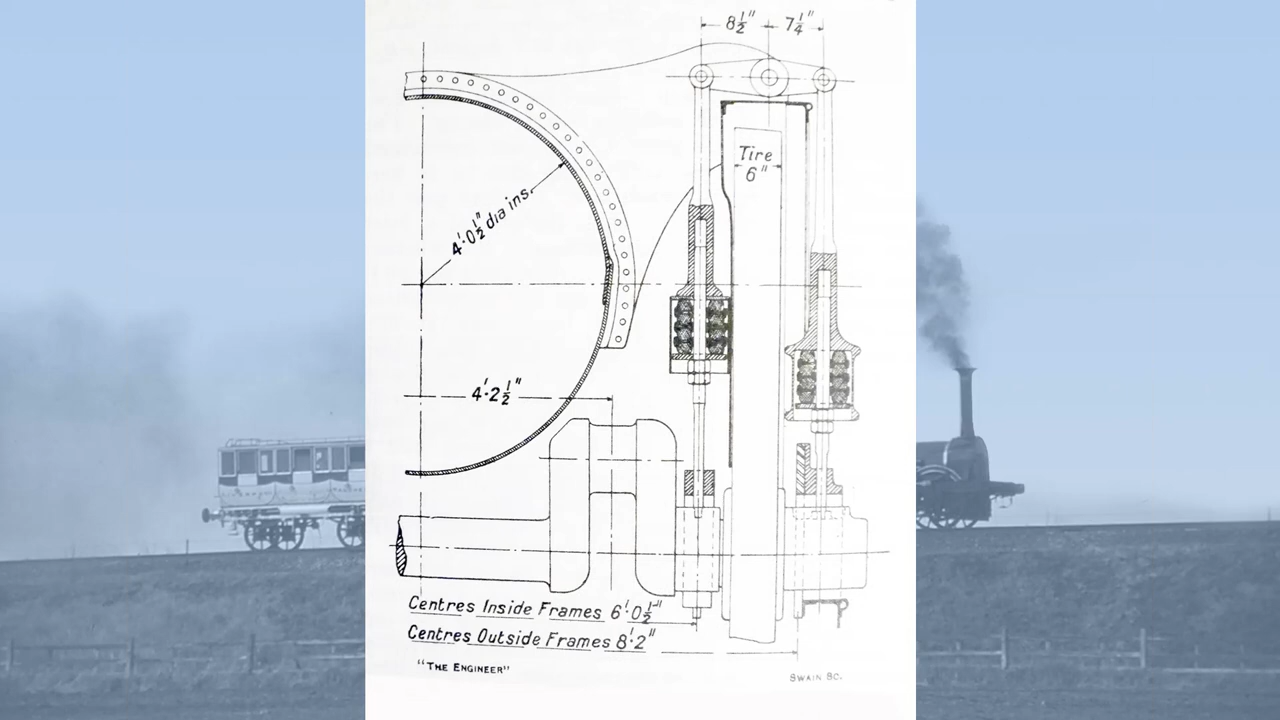 8½" 7¼"
Tire
6"
4'·0½" dia ins.
4'·2½"
Centres Inside Frames 6'·0½"
Centres Outside Frames 8'·2"
"THE ENGINEER"
SWAIN SC.